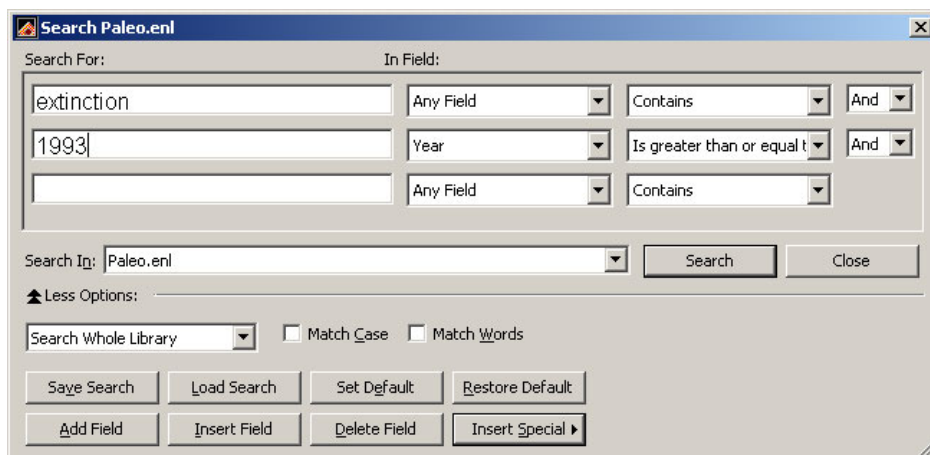 Search Paleo.enl
Search For: In Field:
extinction Any Field Contains And
1993 Year Is greater than or equal t And
Any Field Contains
Search In: Paleo.enl Search Close
Less Options:
Search Whole Library Match Case Match Words
Save Search Load Search Set Default Restore Default
Add Field Insert Field Delete Field Insert Special